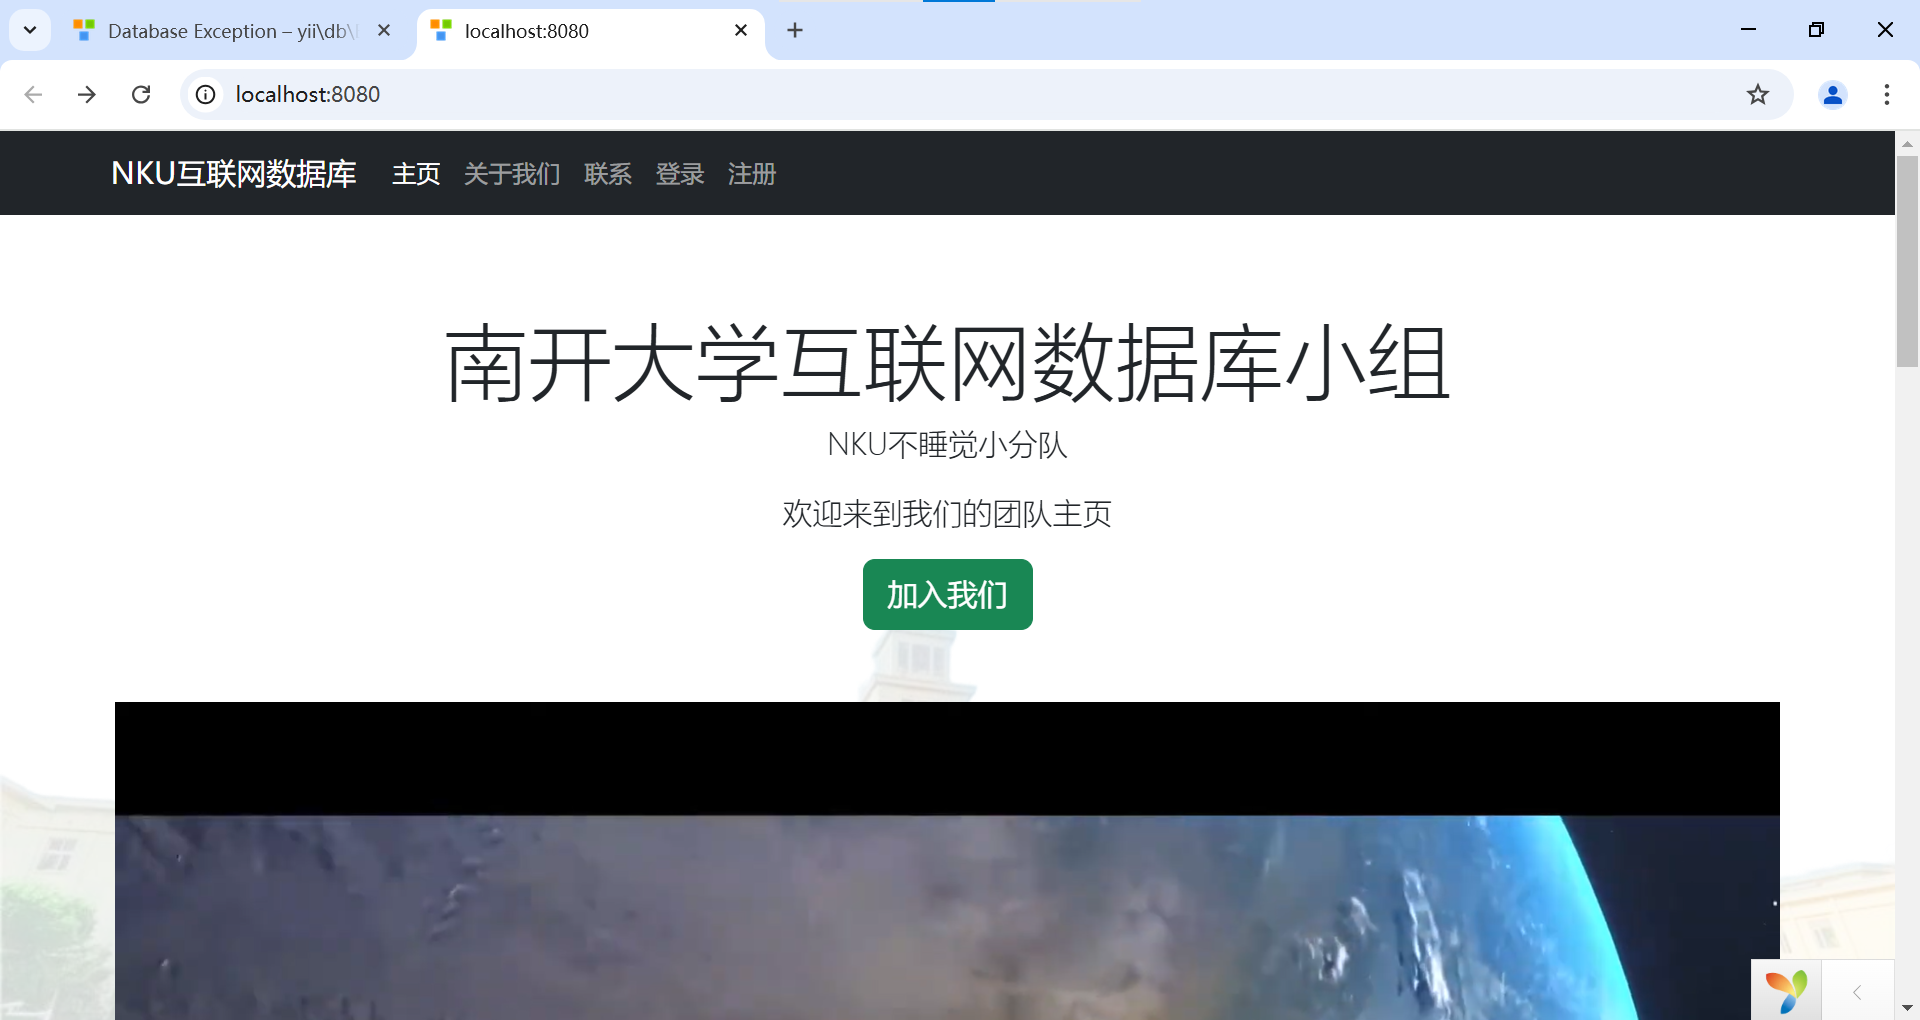 Database Exception – yii\db\
localhost:8080
localhost:8080
NKU互联网数据库 主页 关于我们 联系 登录 注册
南开大学互联网数据库小组
NKU不睡觉小分队
欢迎来到我们的团队主页
加入我们